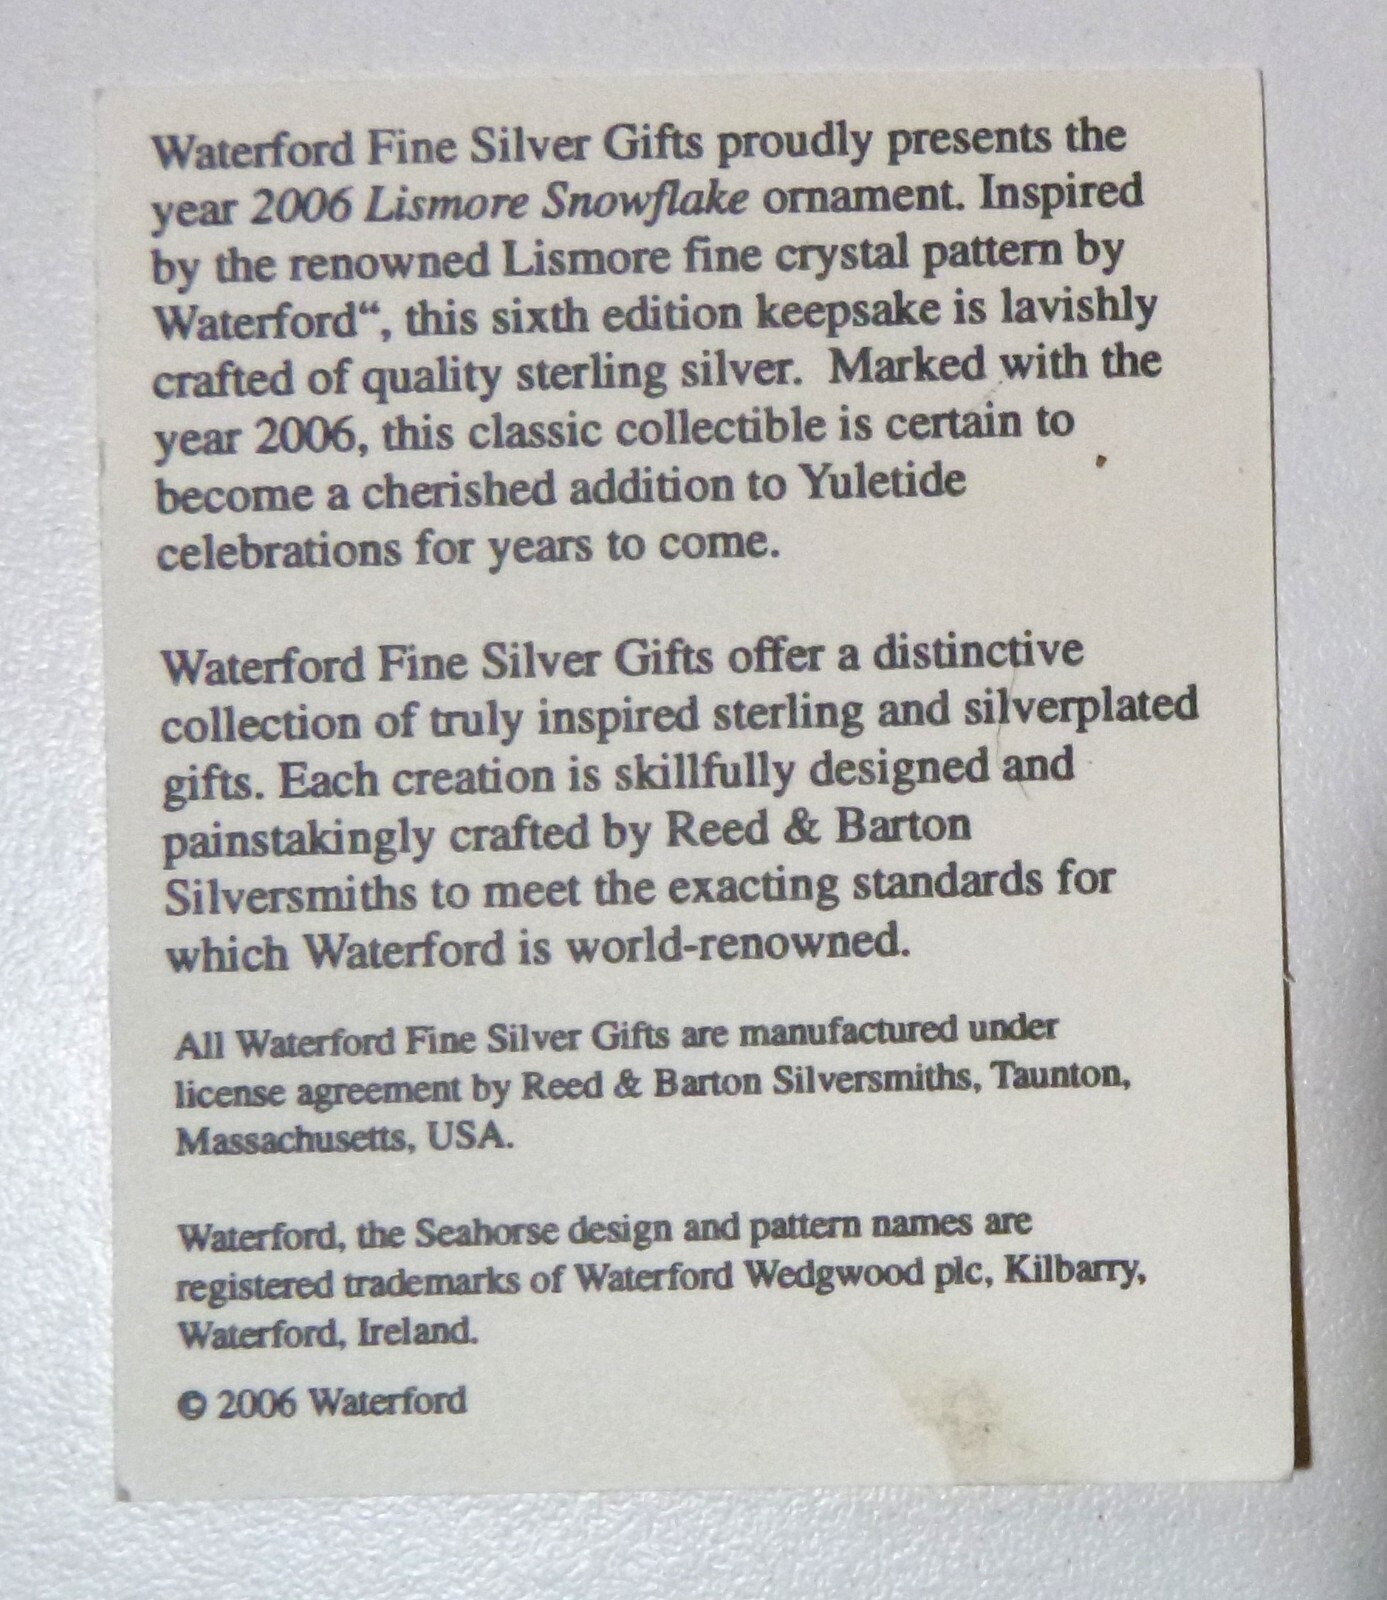 Waterford Fine Silver Gifts proudly presents the
year 2006 Lismore Snowflake ornament. Inspired
by the renowned Lismore fine crystal pattern by
Waterford“, this sixth edition keepsake is lavishly
crafted of quality sterling silver. Marked with the
year 2006, this classic collectible is certain to
become a cherished addition to Yuletide
celebrations for years to come.
Waterford Fine Silver Gifts offer a distinctive
collection of truly inspired sterling and silverplated
gifts. Each creation is skillfully designed and
painstakingly crafted by Reed & Barton
Silversmiths to meet the exacting standards for
which Waterford is world-renowned.
All Waterford Fine Silver Gifts are manufactured under
license agreement by Reed & Barton Silversmiths, Taunton,
Massachusetts, USA.
Waterford, the Seahorse design and pattern names are
registered trademarks of Waterford Wedgwood plc, Kilbarry,
Waterford, Ireland.
© 2006 Waterford